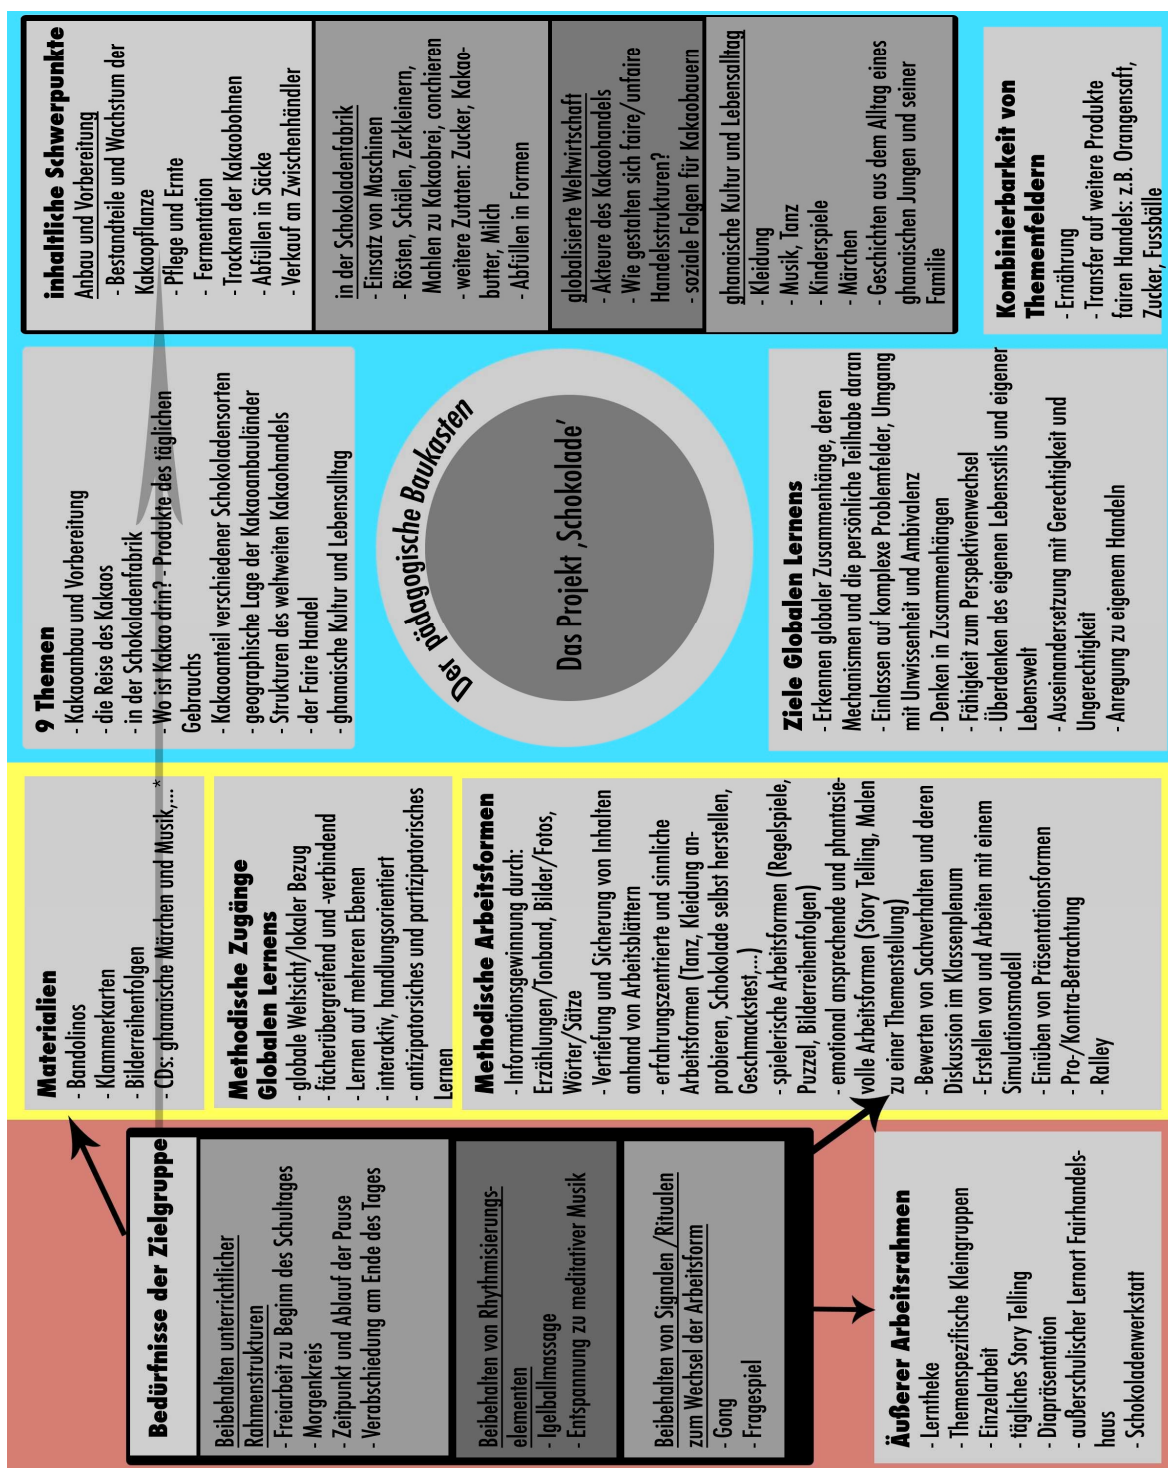 Bedürfnisse der Zielgruppe
Beibehalten unterrichtlicher
Rahmenstrukturen
- Freiarbeit zu Beginn des Schultages
- Morgenkreis
- Zeitpunkt und Ablauf der Pause
- Verabschiedung am Ende des Tages
Beibehalten von Rhythmisierungs-
elementen
- Igelballmassage
- Entspannung zu meditativer Musik
Beibehalten von Signalen /Ritualen
zum Wechsel der Arbeitsform
- Gong
- Fragespiel
Äußerer Arbeitsrahmen
- Lerntheke
- Themenspezifische Kleingruppen
- Einzelarbeit
- tägliches Story Telling
- Diapräsentation
- außerschulischer Lernort Fairhandels-
haus
- Schokoladenwerkstatt
Materialien
- Bandolinos
- Klammerkarten
- Bilderreihenfolgen
- CDs: ghanaische Märchen und Musik,... *
Methodische Zugänge
Globalen Lernens
- globale Weltsicht/lokaler Bezug
- fächerübergreifend und -verbindend
- Lernen auf mehreren Ebenen
- interaktiv, handlungsorientiert
- antizipatorsiches und partizipatorisches
Lernen
Methodische Arbeitsformen
- Informationsgewinnung durch:
Erzählungen/Tonband, Bilder/Fotos,
Wörter/Sätze
- Vertiefung und Sicherung von Inhalten
anhand von Arbeitsblättern
- erfahrungszentrierte und sinnliche
Arbeitsformen (Tanz, Kleidung an-
probieren, Schokolade selbst herstellen,
Geschmackstest,...)
- spielerische Arbeitsformen (Regelspiele,
Puzzel, Bilderreihenfolgen)
- emotional ansprechende und phantasie-
volle Arbeitsformen (Story Telling, Malen
zu einer Themenstellung)
- Bewerten von Sachverhalten und deren
Diskussion im Klassenplenum
- Erstellen von und Arbeiten mit einem
Simulationsmodell
- Einüben von Präsentationsformen
- Pro-/Kontra-Betrachtung
- Ralley
9 Themen
- Kakaoanbau und Vorbereitung
- die Reise des Kakaos
- in der Schokoladenfabrik
- Wo ist Kakao drin? - Produkte des täglichen
Gebrauchs
- Kakaoanteil verschiedener Schokoladensorten
- geographische Lage der Kakaoanbauländer
- Strukturen des weltweiten Kakaohandels
- der Faire Handel
- ghanaische Kultur und Lebensalltag
Der pädagogische Baukasten
Das Projekt ‚Schokolade’
Ziele Globalen Lernens
- Erkennen globaler Zusammenhänge, deren
Mechanismen und die persönliche Teilhabe daran
- Einlassen auf komplexe Problemfelder, Umgang
mit Unwissenheit und Ambivalenz
- Denken in Zusammenhängen
- Fähigkeit zum Perspektivenwechsel
- Überdenken des eigenen Lebensstils und eigener
Lebenswelt
- Auseinandersetzung mit Gerechtigkeit und
Ungerechtigkeit
- Anregung zu eigenem Handeln
inhaltliche Schwerpunkte
Anbau und Vorbereitung
- Bestandteile und Wachstum der
Kakaopflanze
- Pflege und Ernte
- Fermentation
- Trocknen der Kakaobohnen
- Abfüllen in Säcke
- Verkauf an Zwischenhändler
in der Schokoladenfabrik
- Einsatz von Maschinen
- Rösten, Schälen, Zerkleinern,
Mahlen zu Kakaobrei, conchieren
- weitere Zutaten: Zucker, Kakao-
butter, Milch
- Abfüllen in Formen
globalisierte Weltwirtschaft
- Akteure des Kakaohandels
- Wie gestalten sich faire/unfaire
Handelsstrukturen?
- soziale Folgen für Kakaobauern
ghanaische Kultur und Lebensalltag
- Kleidung
- Musik, Tanz
- Kinderspiele
- Märchen
- Geschichten aus dem Alltag eines
ghanaischen Jungen und seiner
Familie
Kombinierbarkeit von
Themenfeldern
- Ernährung
- Transfer auf weitere Produkte
fairen Handels: z.B. Orangensaft,
Zucker, Fussbälle